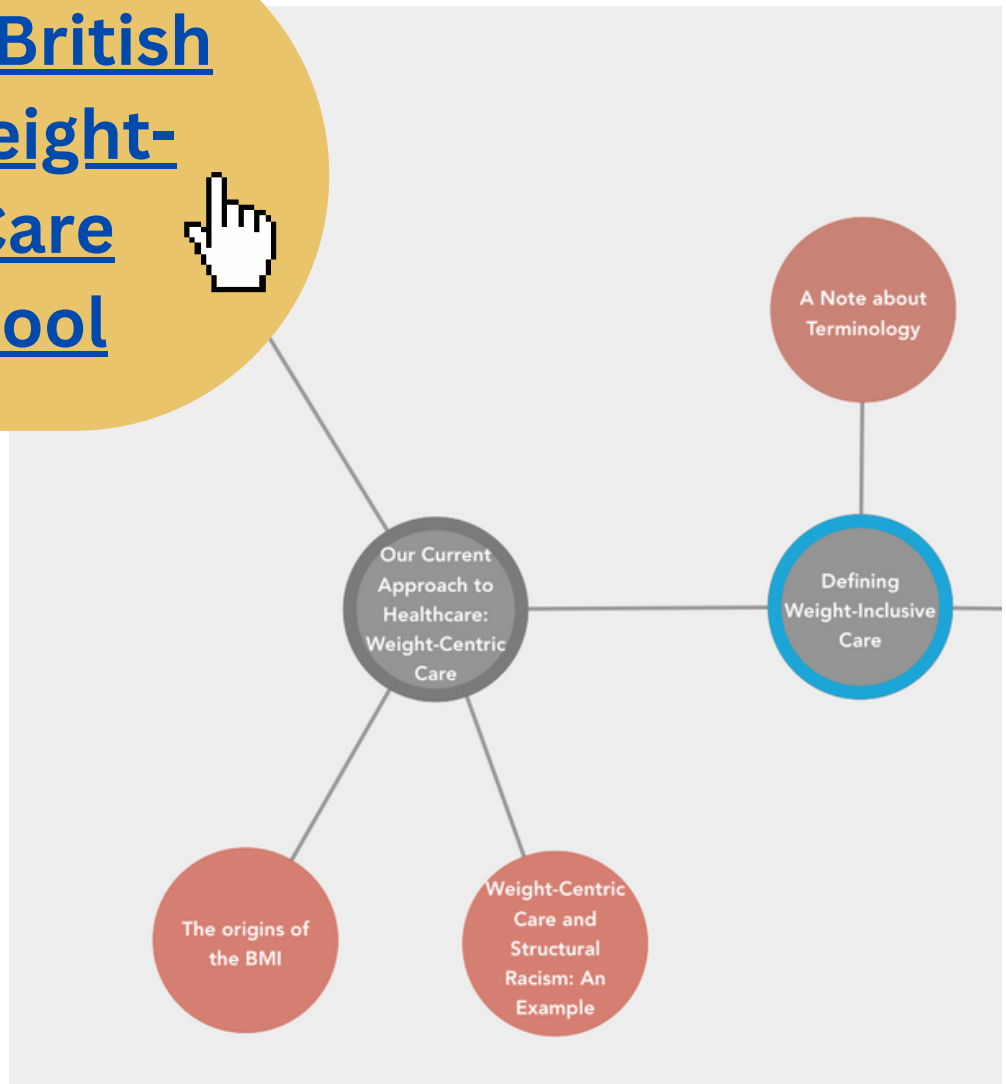 British
eight-
Care
ool
A Note about
Terminology
Our Current
Approach to
Healthcare:
Weight-Centric
Care
Defining
Weight-Inclusive
Care
The origins of
the BMI
Weight-Centric
Care and
Structural
Racism: An
Example